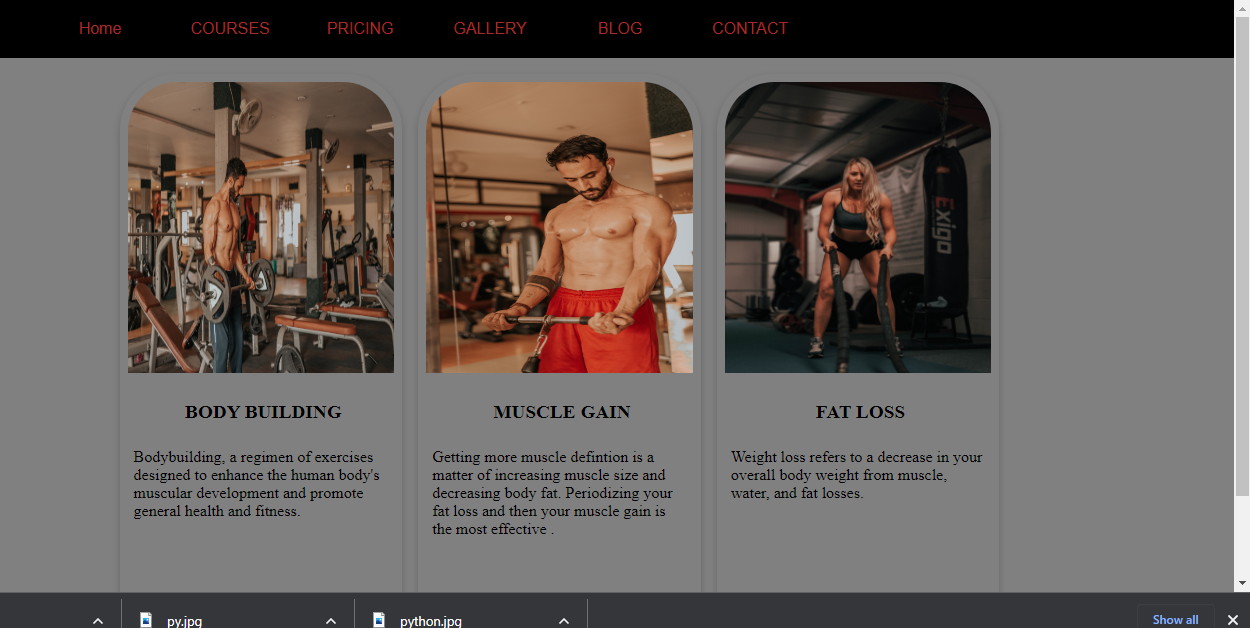 Home COURSES PRICING GALLERY BLOG CONTACT
Exigo
BODY BUILDING
Bodybuilding, a regimen of exercises
designed to enhance the human body's
muscular development and promote
general health and fitness.
MUSCLE GAIN
Getting more muscle defintion is a
matter of increasing muscle size and
decreasing body fat. Periodizing your
fat loss and then your muscle gain is
the most effective .
FAT LOSS
Weight loss refers to a decrease in your
overall body weight from muscle,
water, and fat losses.
py.jpg python.jpg Show all